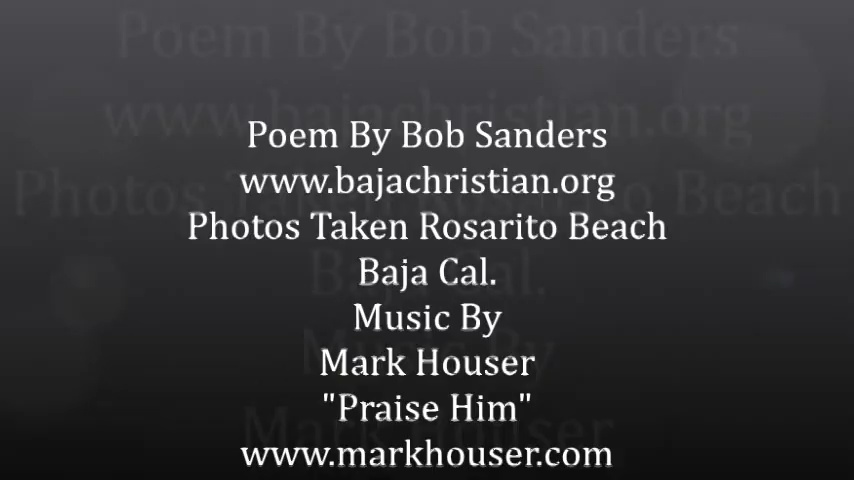 Poem By Bob Sanders
www.bajachristian.org
Photos Taken Rosarito Beach
Baja Cal.
Music By
Mark Houser
"Praise Him"
www.markhouser.com